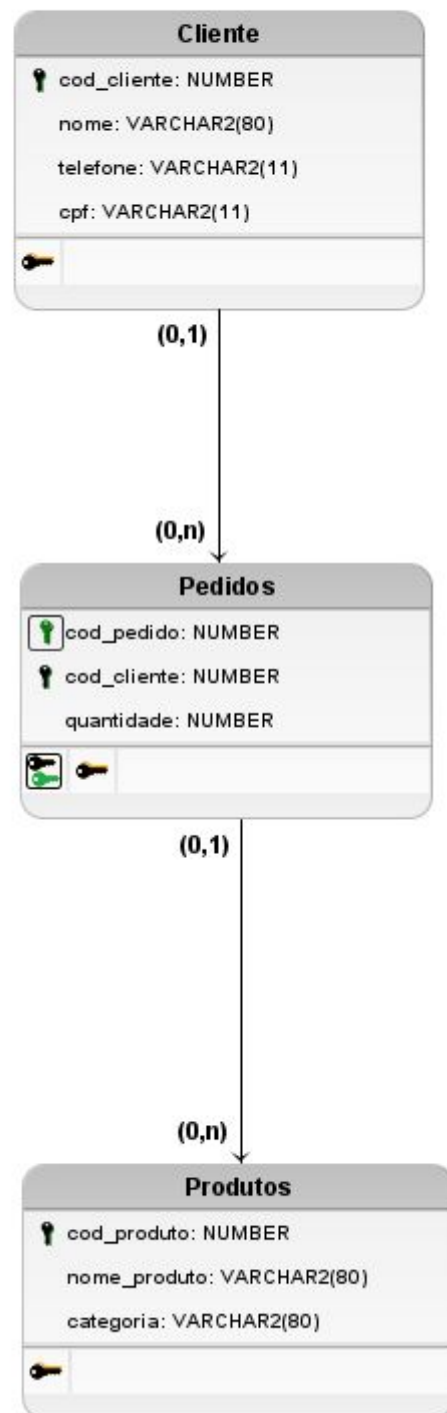 Cliente
cod_cliente: NUMBER
nome: VARCHAR2(80)
telefone: VARCHAR2(11)
cpf: VARCHAR2(11)
(0,1)
(0,n)
Pedidos
cod_pedido: NUMBER
cod_cliente: NUMBER
quantidade: NUMBER
(0,1)
(0,n)
Produtos
cod_produto: NUMBER
nome_produto: VARCHAR2(80)
categoria: VARCHAR2(80)